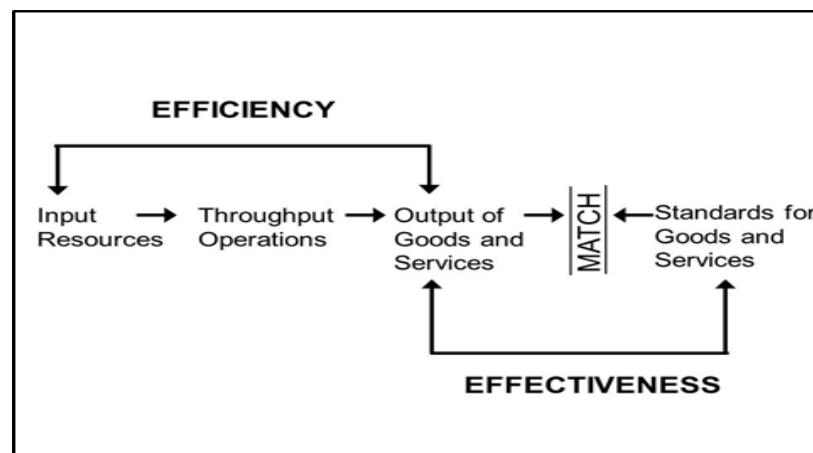 EFFICIENCY
Input
Resources
Throughput
Operations
Output of
Goods and
Services
MATCH
Standards for
Goods and
Services
EFFECTIVENESS